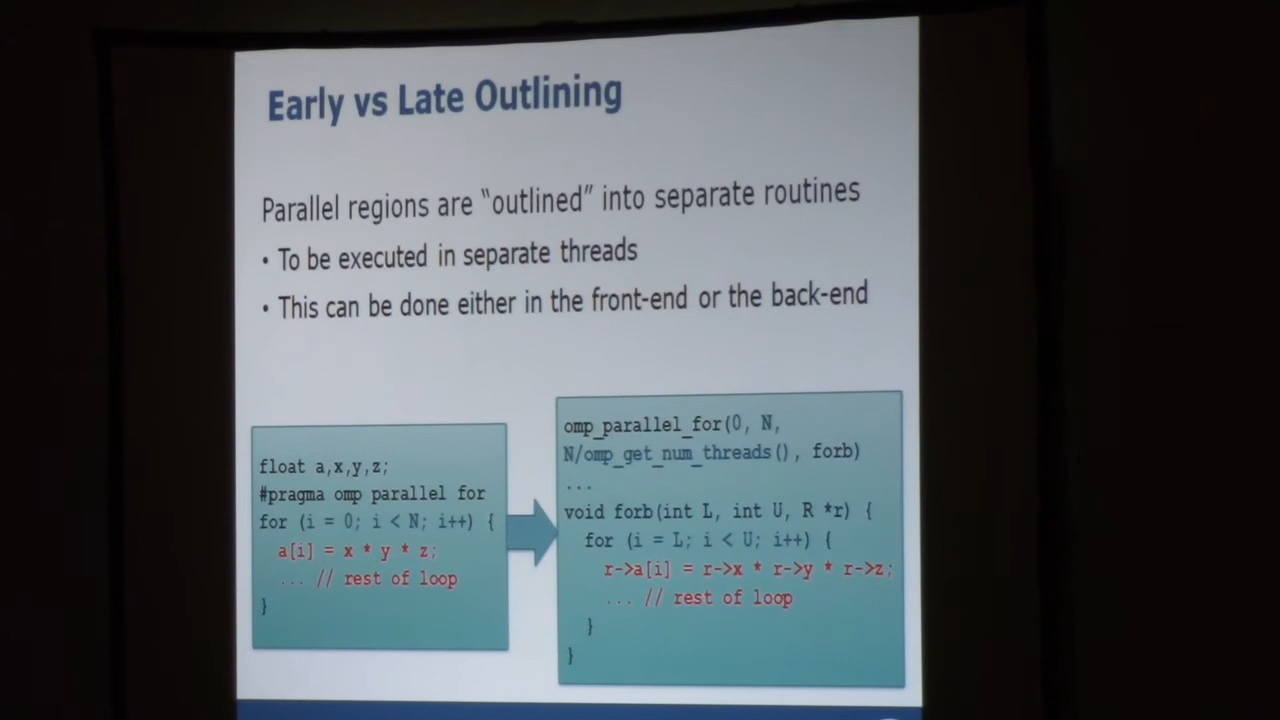 Early vs Late Outlining
Parallel regions are “outlined” into separate routines
• To be executed in separate threads
• This can be done either in the front-end or the back-end
float a,x,y,z;
#pragma omp parallel for
for (i = 0; i < N; i++) {
a[i] = x * y * z;
... // rest of loop
}
omp_parallel_for(0, N,
N/omp_get_num_threads(), forb)
...
void forb(int L, int U, R *r) {
for (i = L; i < U; i++) {
r->a[i] = r->x * r->y * r->z;
... // rest of loop
}
}